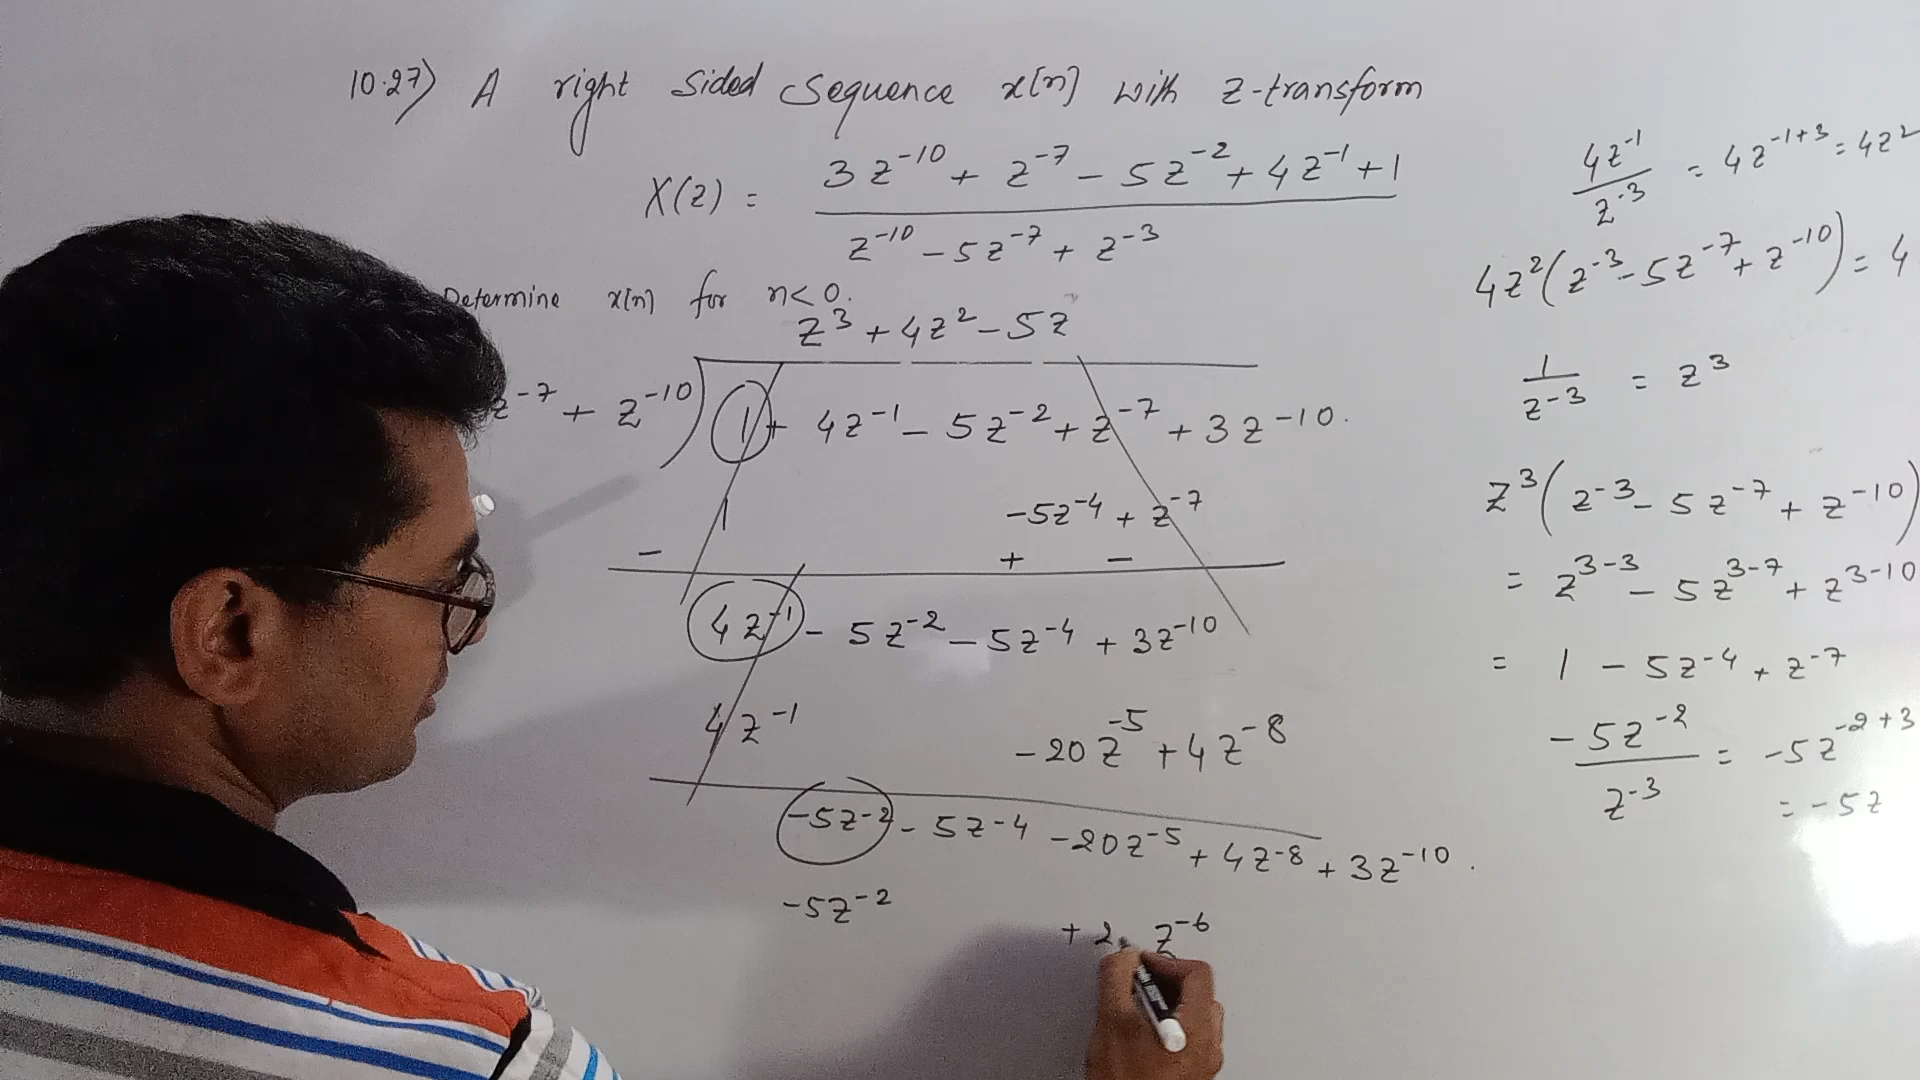 10.27) A right sided sequence x[n] with z-transform
X(z) = (3z^-10 + z^-7 - 5z^-2 + 4z^-1 + 1) / (z^-10 - 5z^-7 + z^-3)
Determine x[n] for n<0.
z^3 + 4z^2 - 5z
z^-7 + z^-10 ) 1 + 4z^-1 - 5z^-2 + z^-7 + 3z^-10.
1 -5z^-4 + z^-7
- + -
4z^-1 - 5z^-2 - 5z^-4 + 3z^-10
4z^-1 -20z^-5 + 4z^-8
-5z^-2 - 5z^-4 - 20z^-5 + 4z^-8 + 3z^-10.
-5z^-2 + 2 z^-6
4z^-1 / z^-3 = 4z^-1+3 = 4z^2
4z^2(z^-3 - 5z^-7 + z^-10) = 4
1 / z^-3 = z^3
z^3(z^-3 - 5z^-7 + z^-10)
= z^3-3 - 5z^3-7 + z^3-10
= 1 - 5z^-4 + z^-7
-5z^-2 / z^-3 = -5z^-2+3
= -5z